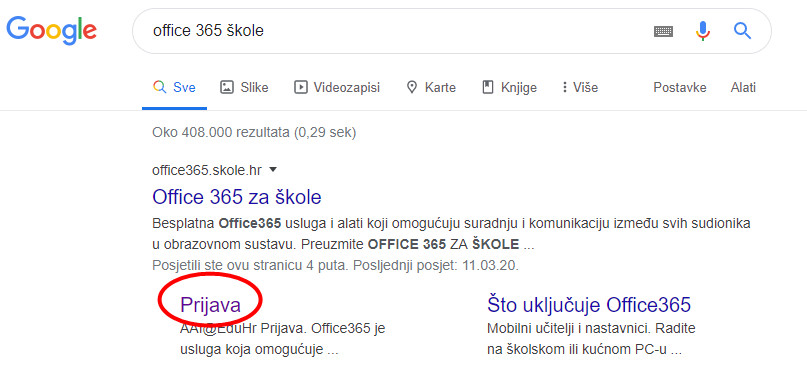 Google
office 365 škole
Sve Slike Videozapisi Karte Knjige Više Postavke Alati
Oko 408.000 rezultata (0,29 sek)
office365.skole.hr
Office 365 za škole
Besplatna Office365 usluga i alati koji omogućuju suradnju i komunikaciju između svih sudionika
u obrazovnom sustavu. Preuzmite OFFICE 365 ZA ŠKOLE ...
Posjetili ste ovu stranicu 4 puta. Posljednji posjet: 11.03.20.
Prijava
AAI@EduHr Prijava. Office365 je
usluga koja omogućuje ...
Što uključuje Office365
Mobilni učitelji i nastavnici. Radite
na školskom ili kućnom PC-u ...